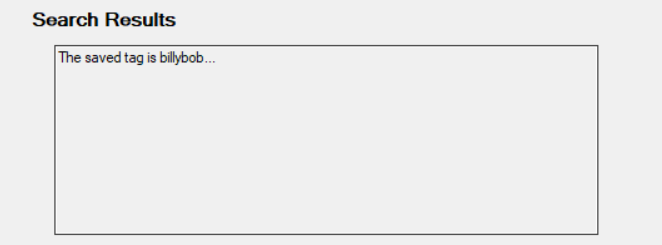 Search Results
The saved tag is billybob...